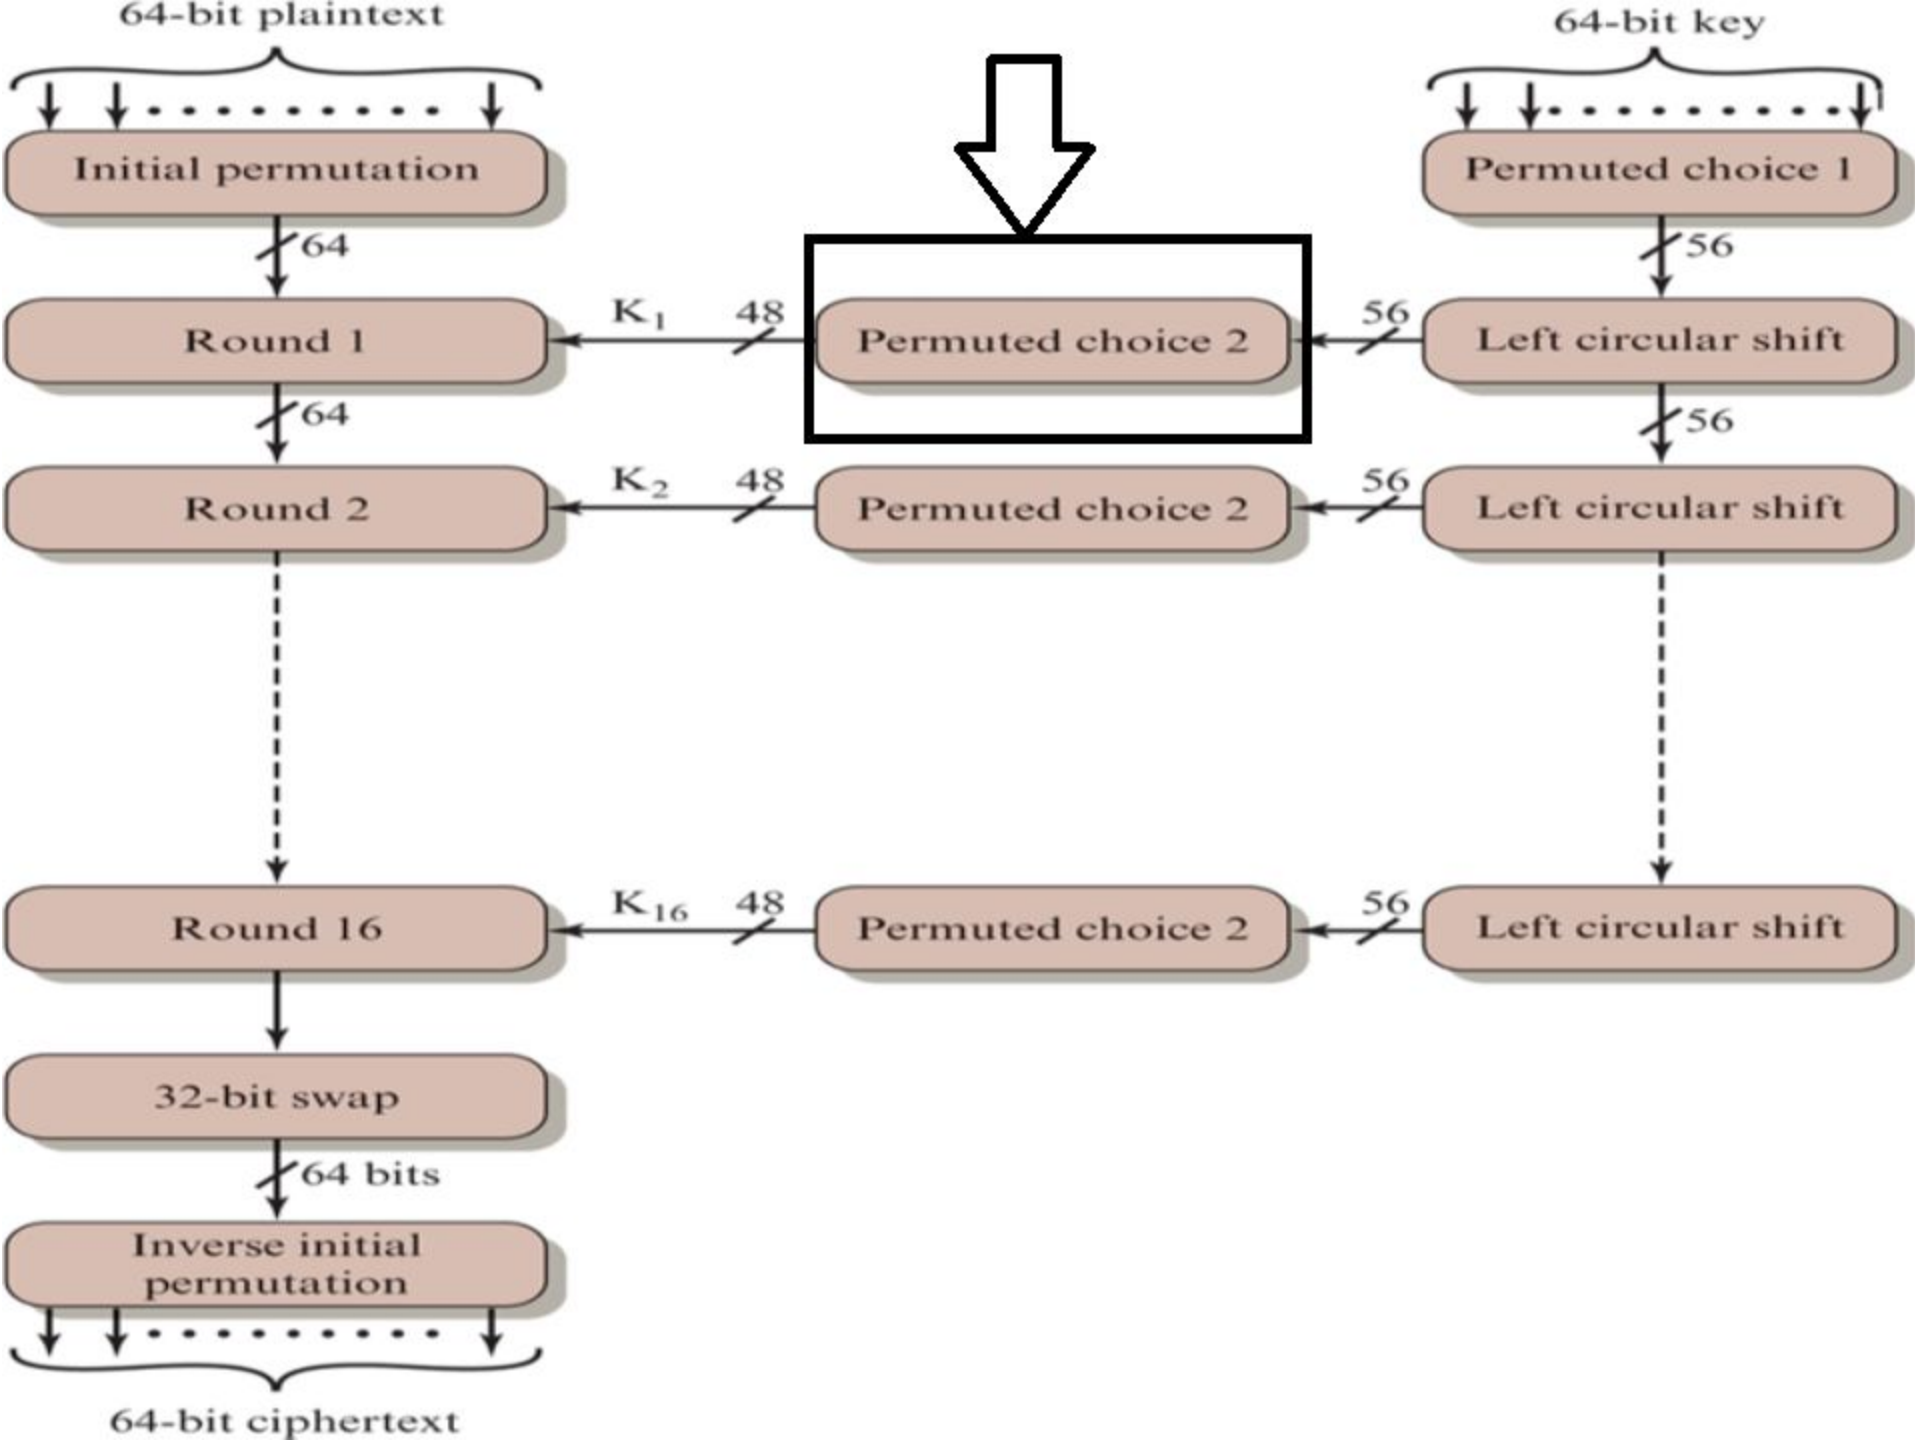 64-bit plaintext
64-bit key
Initial permutation
Permuted choice 1
64
56
Round 1
K1
48
Permuted choice 2
56
Left circular shift
64
56
Round 2
K2
48
Permuted choice 2
56
Left circular shift
Round 16
K16
48
Permuted choice 2
56
Left circular shift
32-bit swap
64 bits
Inverse initial
permutation
64-bit ciphertext